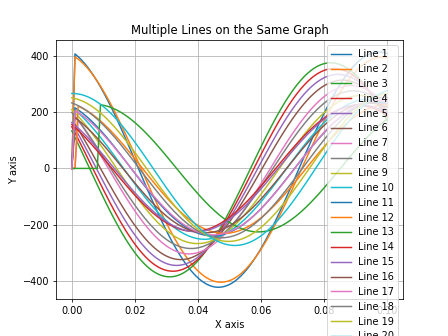 Multiple Lines on the Same Graph
Y axis
400
200
0
−200
−400
0.00
0.02
0.04
0.06
X axis
Line 1
Line 2
Line 3
Line 4
Line 5
Line 6
Line 7
Line 8
Line 9
Line 10
Line 11
Line 12
Line 13
Line 14
Line 15
Line 16
Line 17
Line 18
Line 19
Line 20